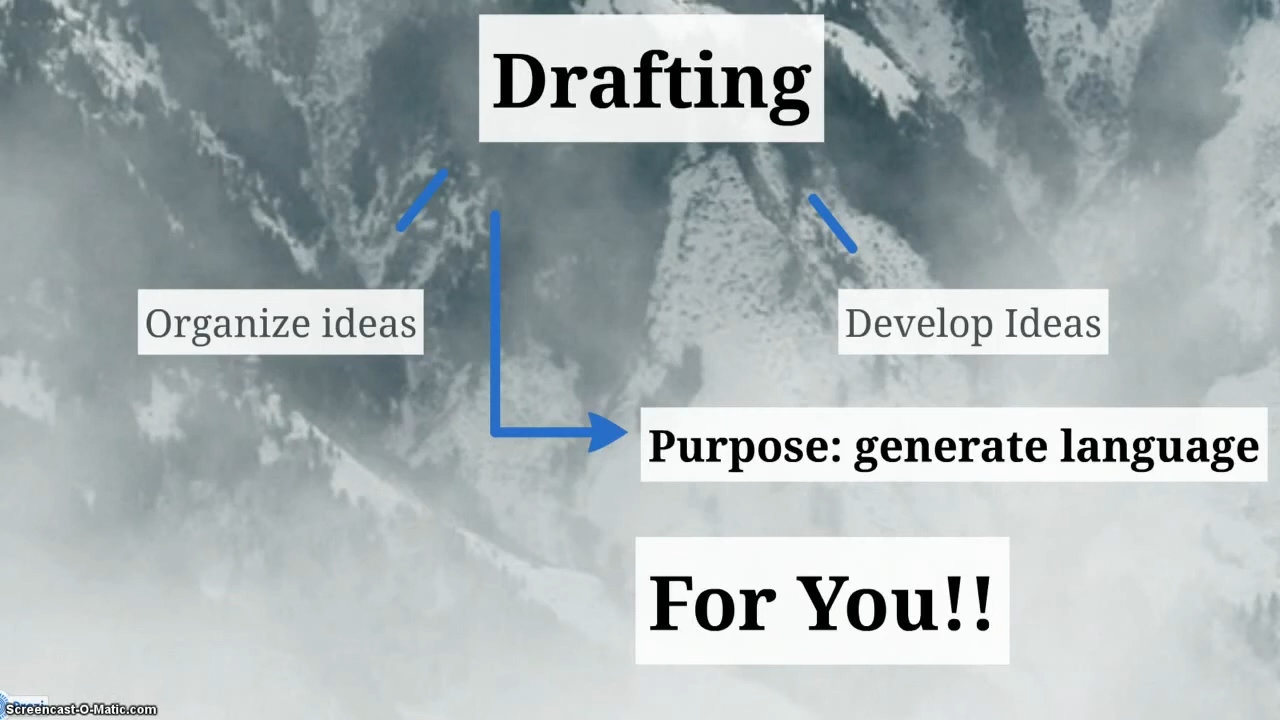 Drafting
Organize ideas
Develop Ideas
Purpose: generate language
For You!!
Screencast-O-Matic.com